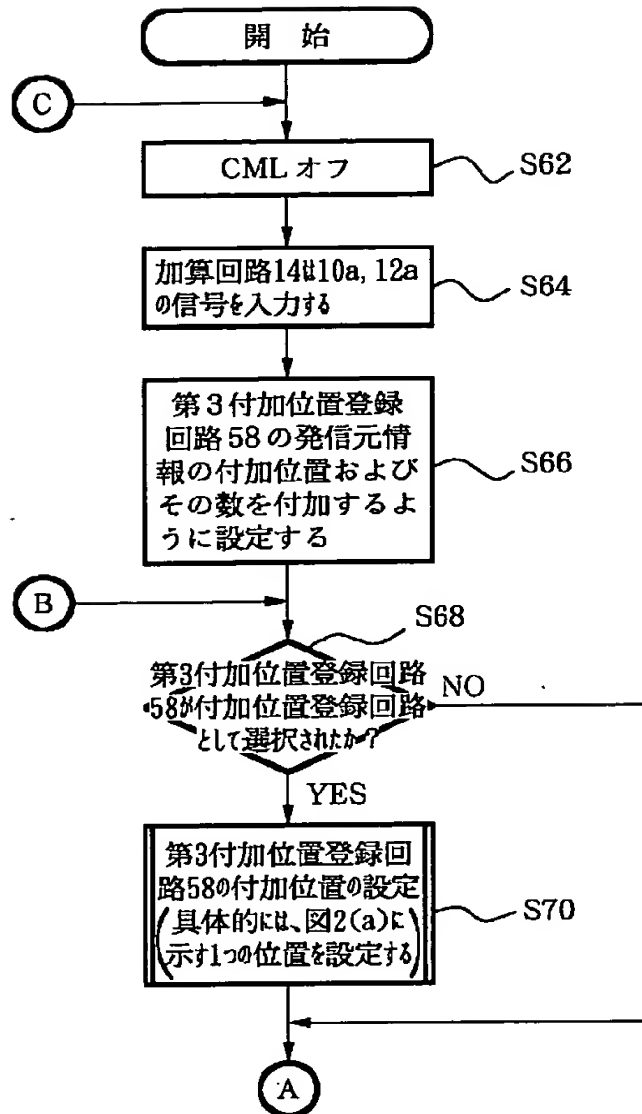 開 始
C
CML オフ
S62
加算回路14は10a, 12a
の信号を入力する
S64
第3付加位置登録
回路58の発信元情
報の付加位置および
その数を付加するよ
うに設定する
S66
B
S68
第3付加位置登録回路
58が付加位置登録回路
として選択されたか?
NO
YES
第3付加位置登録回
路58の付加位置の設定
(具体的には、図2(a)に
示す1つの位置を設定する)
S70
A